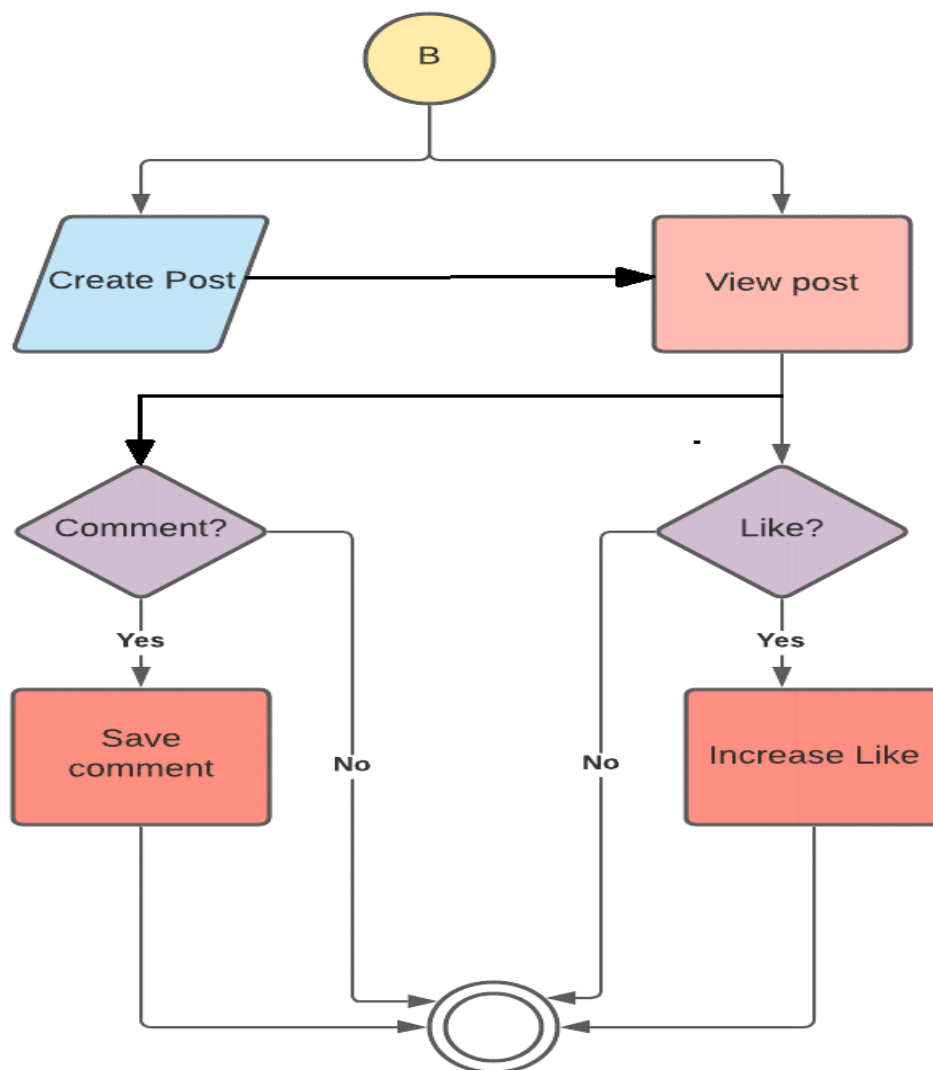 B
Create Post
View post
Comment?
Like?
Yes
Yes
Save
comment
Increase Like
No
No